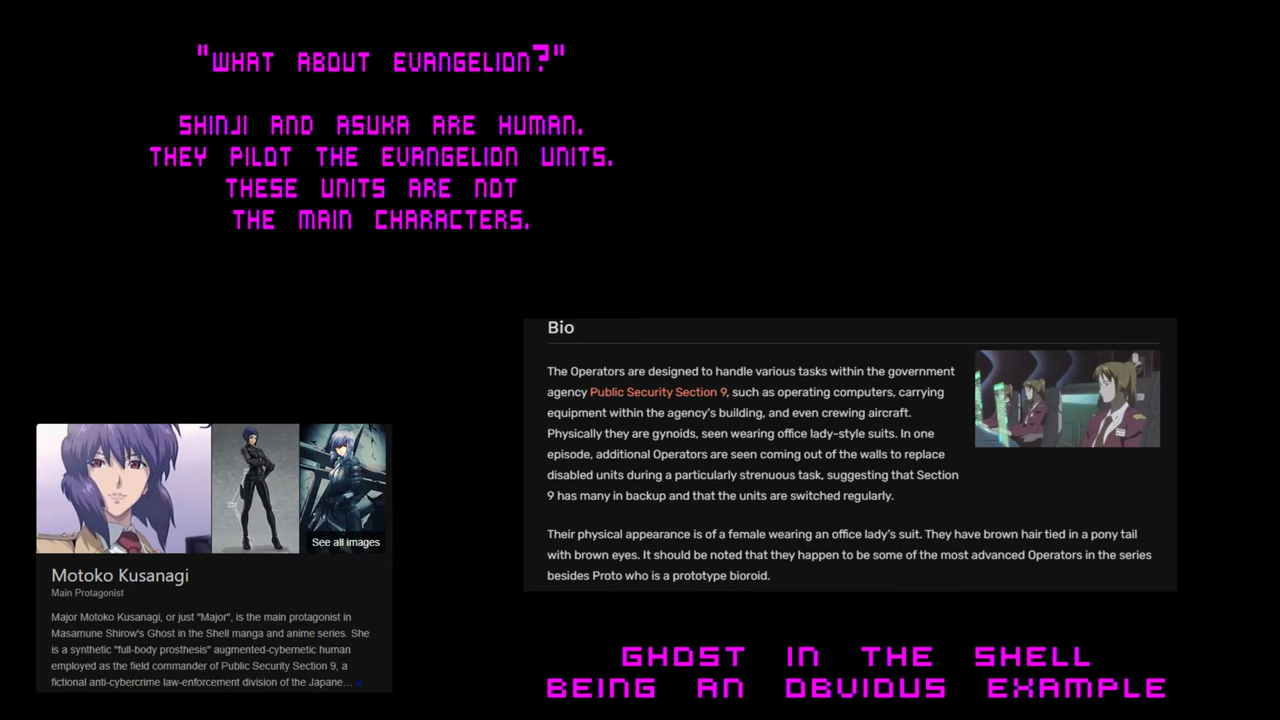 "WHAT ABOUT EVANGELION?"
SHINJI AND ASUKA ARE HUMAN.
THEY PILOT THE EVANGELION UNITS.
THESE UNITS ARE NOT
THE MAIN CHARACTERS.
Bio
The Operators are designed to handle various tasks within the government
agency Public Security Section 9, such as operating computers, carrying
equipment within the agency's building, and even crewing aircraft.
Physically they are gynoids, seen wearing office lady-style suits. In one
episode, additional Operators are seen coming out of the walls to replace
disabled units during a particularly strenuous task, suggesting that Section
9 has many in backup and that the units are switched regularly.
Their physical appearance is of a female wearing an office lady's suit. They have brown hair tied in a pony tail
with brown eyes. It should be noted that they happen to be some of the most advanced Operators in the series
besides Proto who is a prototype bioroid.
See all images
Motoko Kusanagi
Main Protagonist
Major Motoko Kusanagi, or just "Major", is the main protagonist in
Masamune Shirow's Ghost in the Shell manga and anime series. She
is a synthetic "full-body prosthesis" augmented-cybernetic human
employed as the field commander of Public Security Section 9, a
fictional anti-cybercrime law-enforcement division of the Japane...
GHOST IN THE SHELL
BEING AN OBVIOUS EXAMPLE